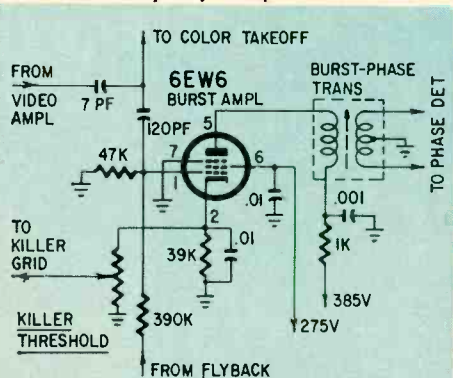 TO COLOR TAKEOFF
FROM
VIDEO
AMPL
7 PF
6EW6
BURST AMPL
BURST-PHASE
TRANS
120PF
5
7
6
1
47K
.01
TO PHASE DET
2
.001
TO
KILLER
GRID
39K
.01
1K
385V
KILLER
THRESHOLD
390K
275V
FROM FLYBACK